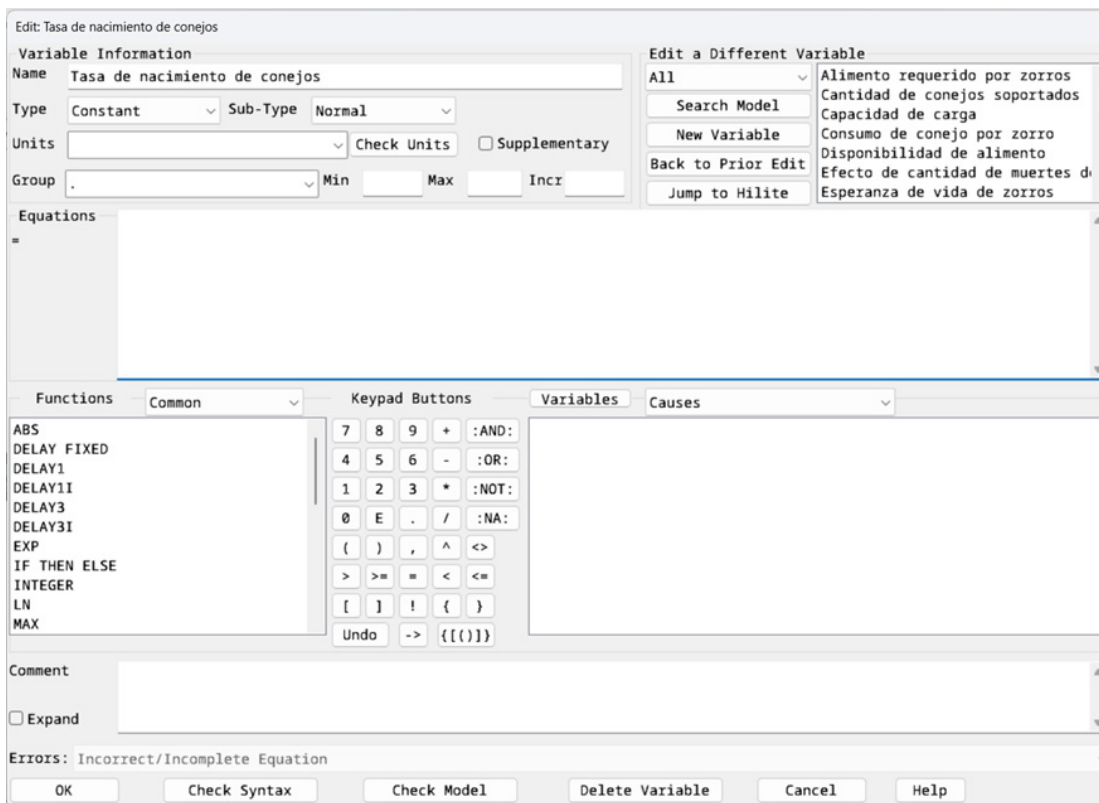 Edit: Tasa de nacimiento de conejos
Variable Information
Name Tasa de nacimiento de conejos
Type Constant Sub-Type Normal
Units Check Units Supplementary
Group . Min Max Incr
Edit a Different Variable
All
Search Model
New Variable
Back to Prior Edit
Jump to Hilite
Alimento requerido por zorros
Cantidad de conejos soportados
Capacidad de carga
Consumo de conejo por zorro
Disponibilidad de alimento
Efecto de cantidad de muertes de
Esperanza de vida de zorros
Equations
=
Functions Common
ABS
DELAY FIXED
DELAY1
DELAY1I
DELAY3
DELAY3I
EXP
IF THEN ELSE
INTEGER
LN
MAX
Keypad Buttons
7 8 9 + :AND:
4 5 6 - :OR:
1 2 3 * :NOT:
0 E . / :NA:
( ) , ^ <>
> >= = < <=
[ ] ! { }
Undo -> {[()]}
Variables Causes
Comment
Expand
Errors: Incorrect/Incomplete Equation
OK Check Syntax Check Model Delete Variable Cancel Help